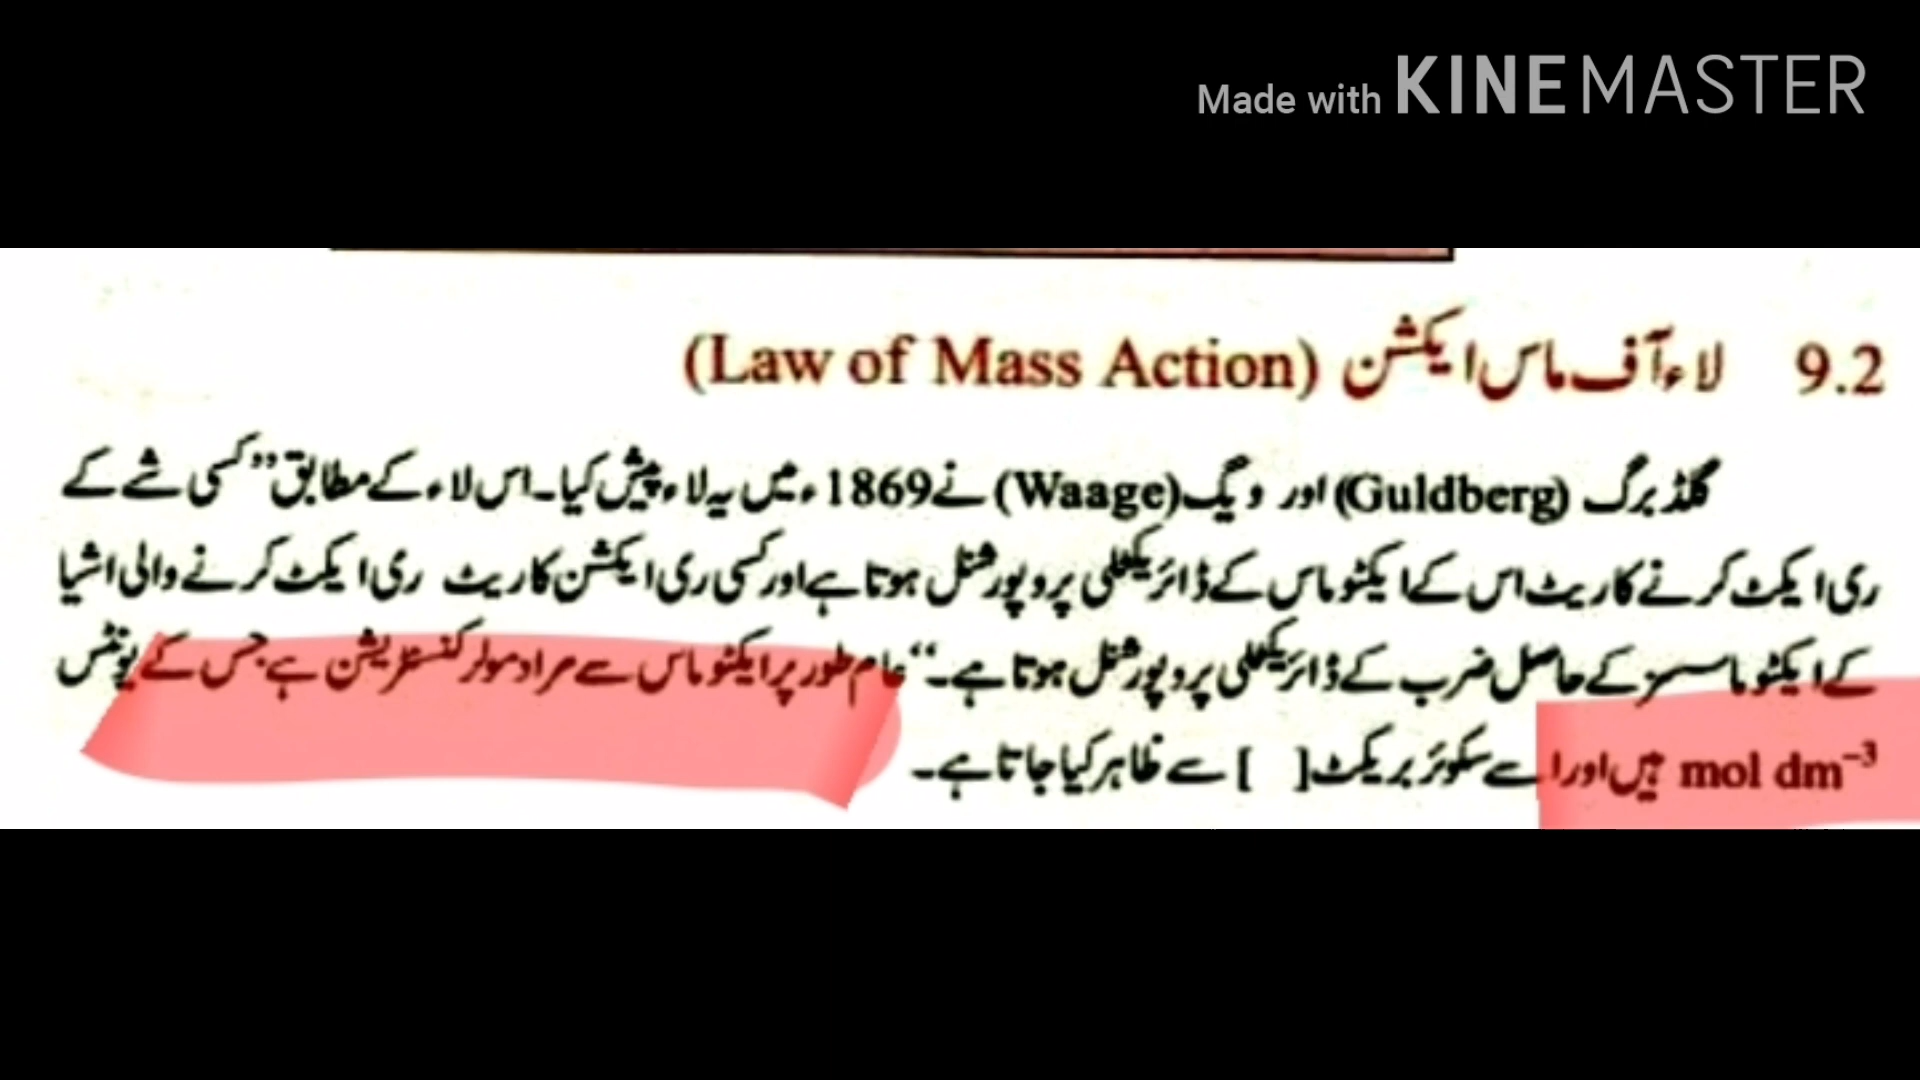 Made with KINEMASTER
9.2 لاء آف ماس ایکشن (Law of Mass Action)
گلڈ برگ (Guldberg) اور ویگ (Waage) نے 1869ء میں یہ لاء پیش کیا۔ اس لاء کے مطابق ”کسی شے کے
ری ایکٹ کرنے کا ریٹ اس کے ایکٹو ماس کے ڈائریکٹلی پروپورشنل ہوتا ہے اور کسی ری ایکشن کا ریٹ ری ایکٹ کرنے والی اشیا
کے ایکٹو ماسسز کے حاصل ضرب کے ڈائریکٹلی پروپورشنل ہوتا ہے۔“ عام طور پر ایکٹو ماس سے مراد مولر کنسنٹریشن ہے جس کے یونٹس
mol dm⁻³ ہیں اور اسے سکوئر بریکٹ [ ] سے ظاہر کیا جاتا ہے۔